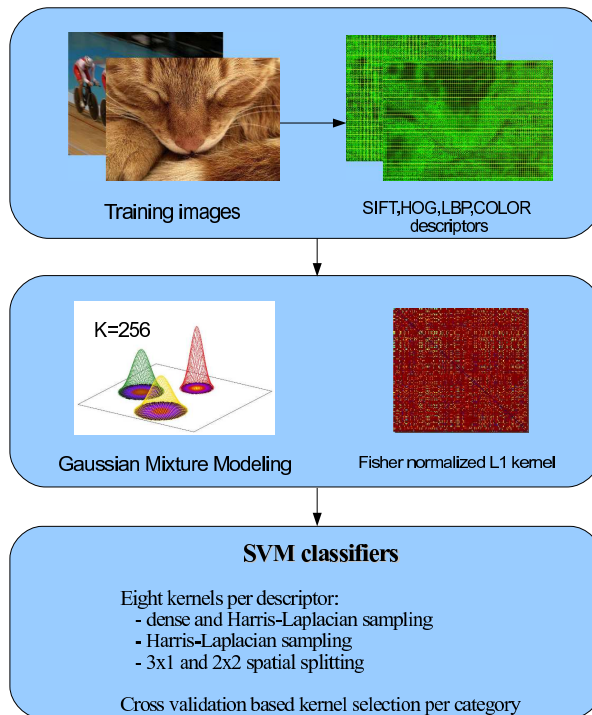 Training images
SIFT,HOG,LBP,COLOR
descriptors
K=256
Gaussian Mixture Modeling
Fisher normalized L1 kernel
SVM classifiers
Eight kernels per descriptor:
- dense and Harris-Laplacian sampling
- Harris-Laplacian sampling
- 3x1 and 2x2 spatial splitting
Cross validation based kernel selection per category